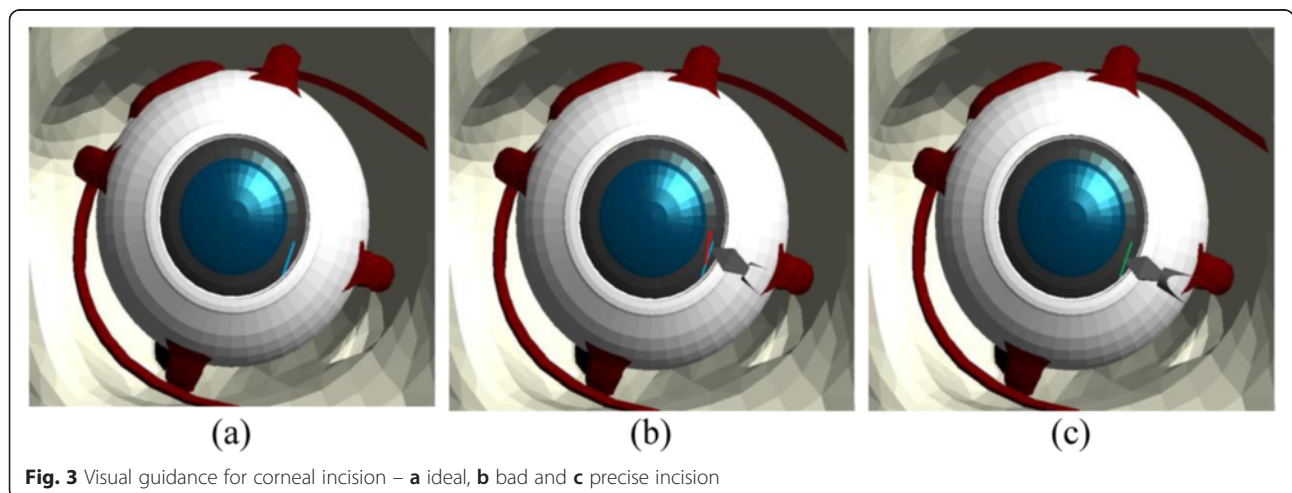 (a) (b) (c)
Fig. 3 Visual guidance for corneal incision – a ideal, b bad and c precise incision